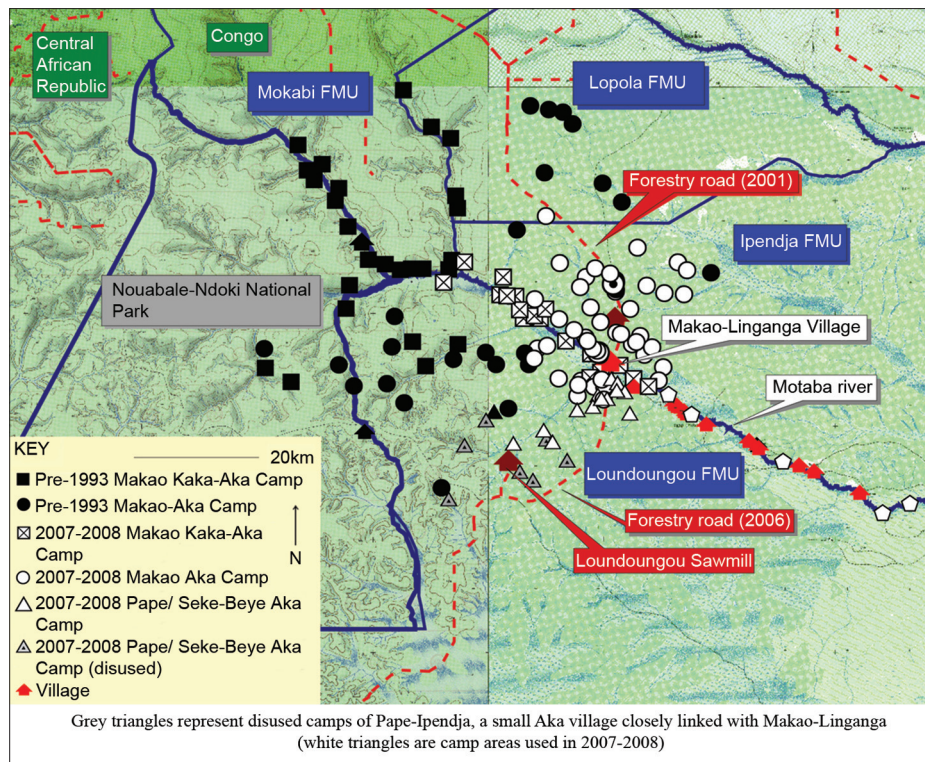 Central
African
Republic
Congo
Mokabi FMU
Lopola FMU
Forestry road (2001)
Ipendja FMU
Nouabale-Ndoki National
Park
Makao-Linganga Village
Motaba river
KEY
20km
Pre-1993 Makao Kaka-Aka Camp
Pre-1993 Makao-Aka Camp
2007-2008 Makao Kaka-Aka
Camp
N
2007-2008 Makao Aka Camp
2007-2008 Pape/ Seke-Beye Aka
Camp
2007-2008 Pape/ Seke-Beye Aka
Camp (disused)
Village
Loundoungou FMU
Forestry road (2006)
Loundoungou Sawmill
Grey triangles represent disused camps of Pape-Ipendja, a small Aka village closely linked with Makao-Linganga
(white triangles are camp areas used in 2007-2008)